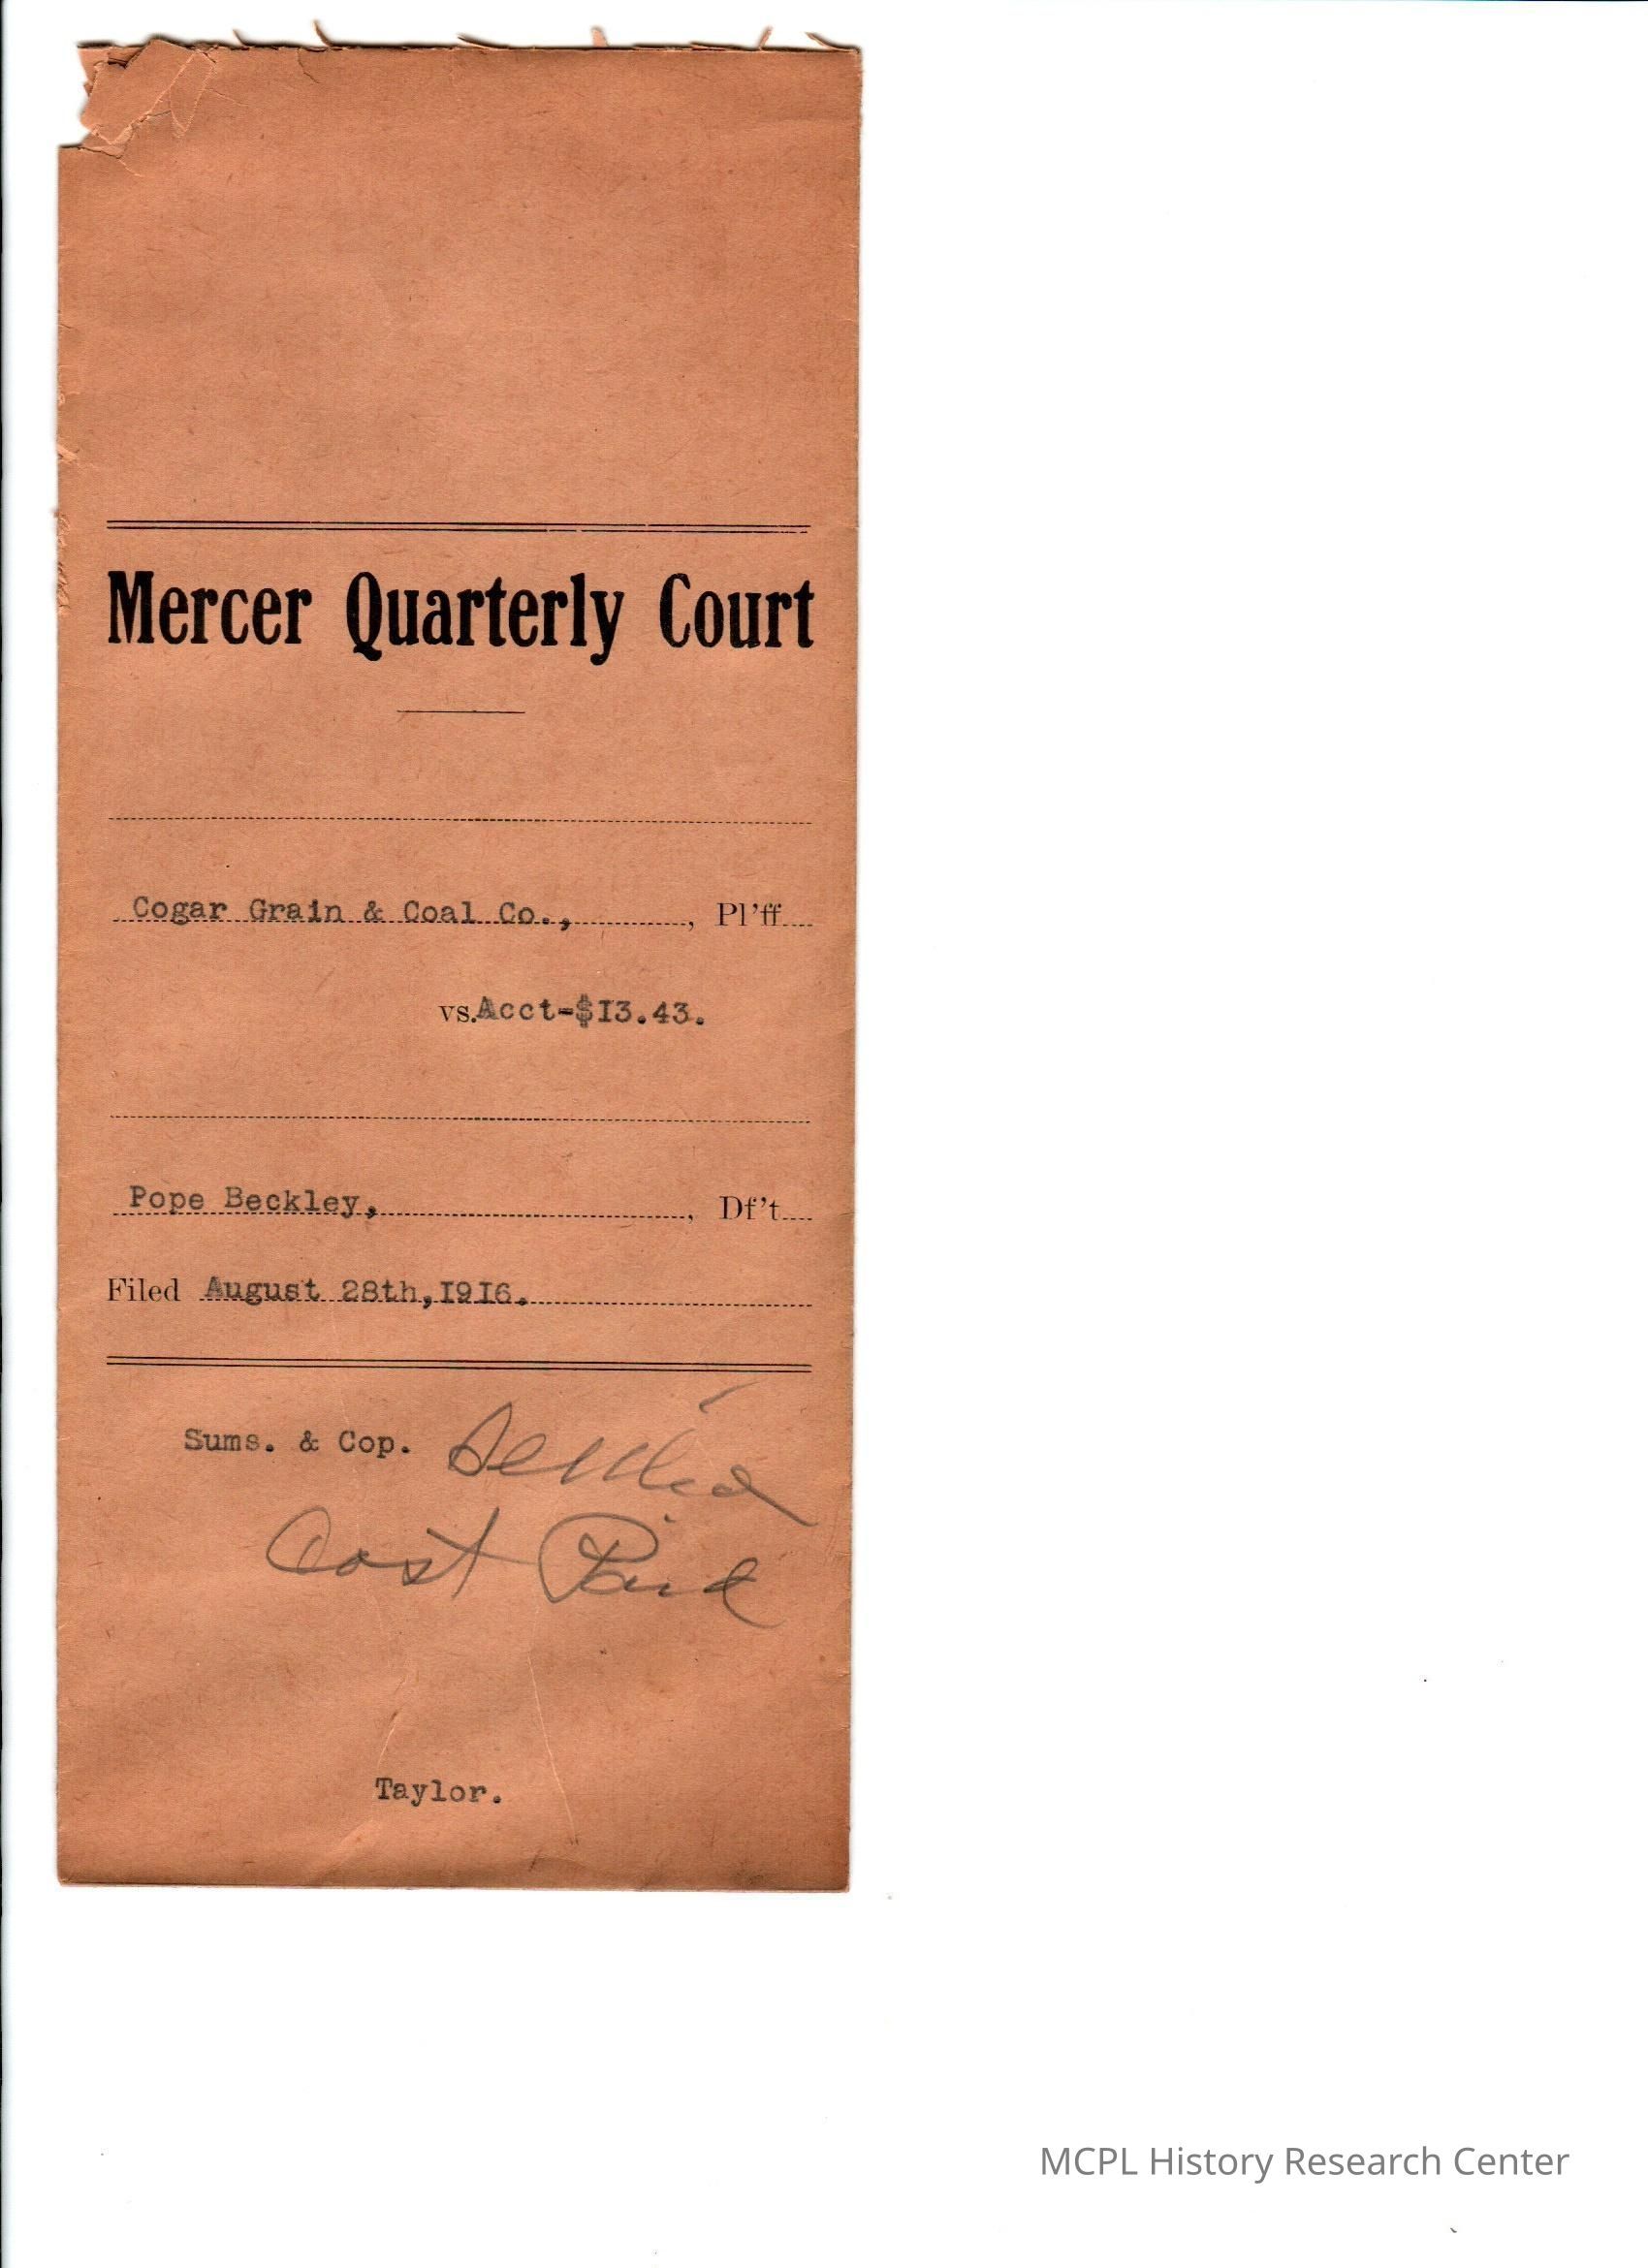 Mercer Quarterly Court
Cogar Grain & Coal Co., , Pl'ff
vs. Acct-$13.43.
Pope Beckley, , Df't
Filed August 28th, 1916.
Sums. & Cop. Settled
Cost Paid
Taylor.
MCPL History Research Center